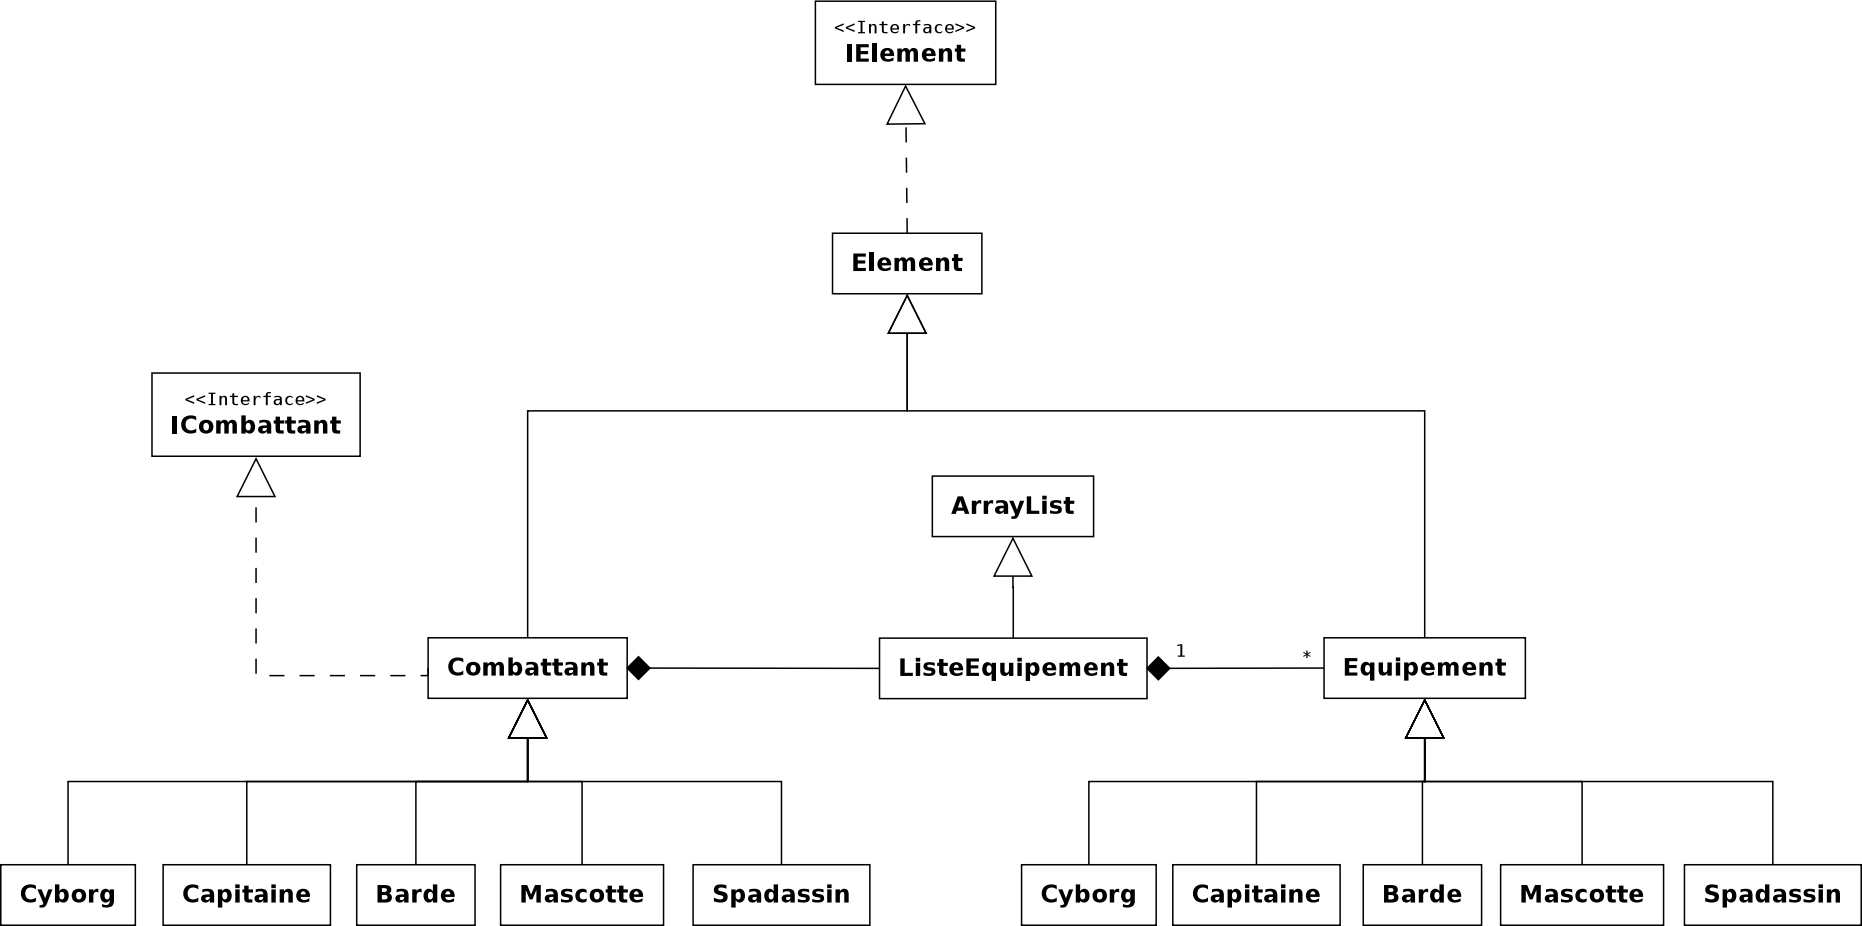 <<Interface>>
IElement
Element
<<Interface>>
ICombattant
ArrayList
Combattant
ListeEquipement
1
*
Equipement
Cyborg
Capitaine
Barde
Mascotte
Spadassin
Cyborg
Capitaine
Barde
Mascotte
Spadassin